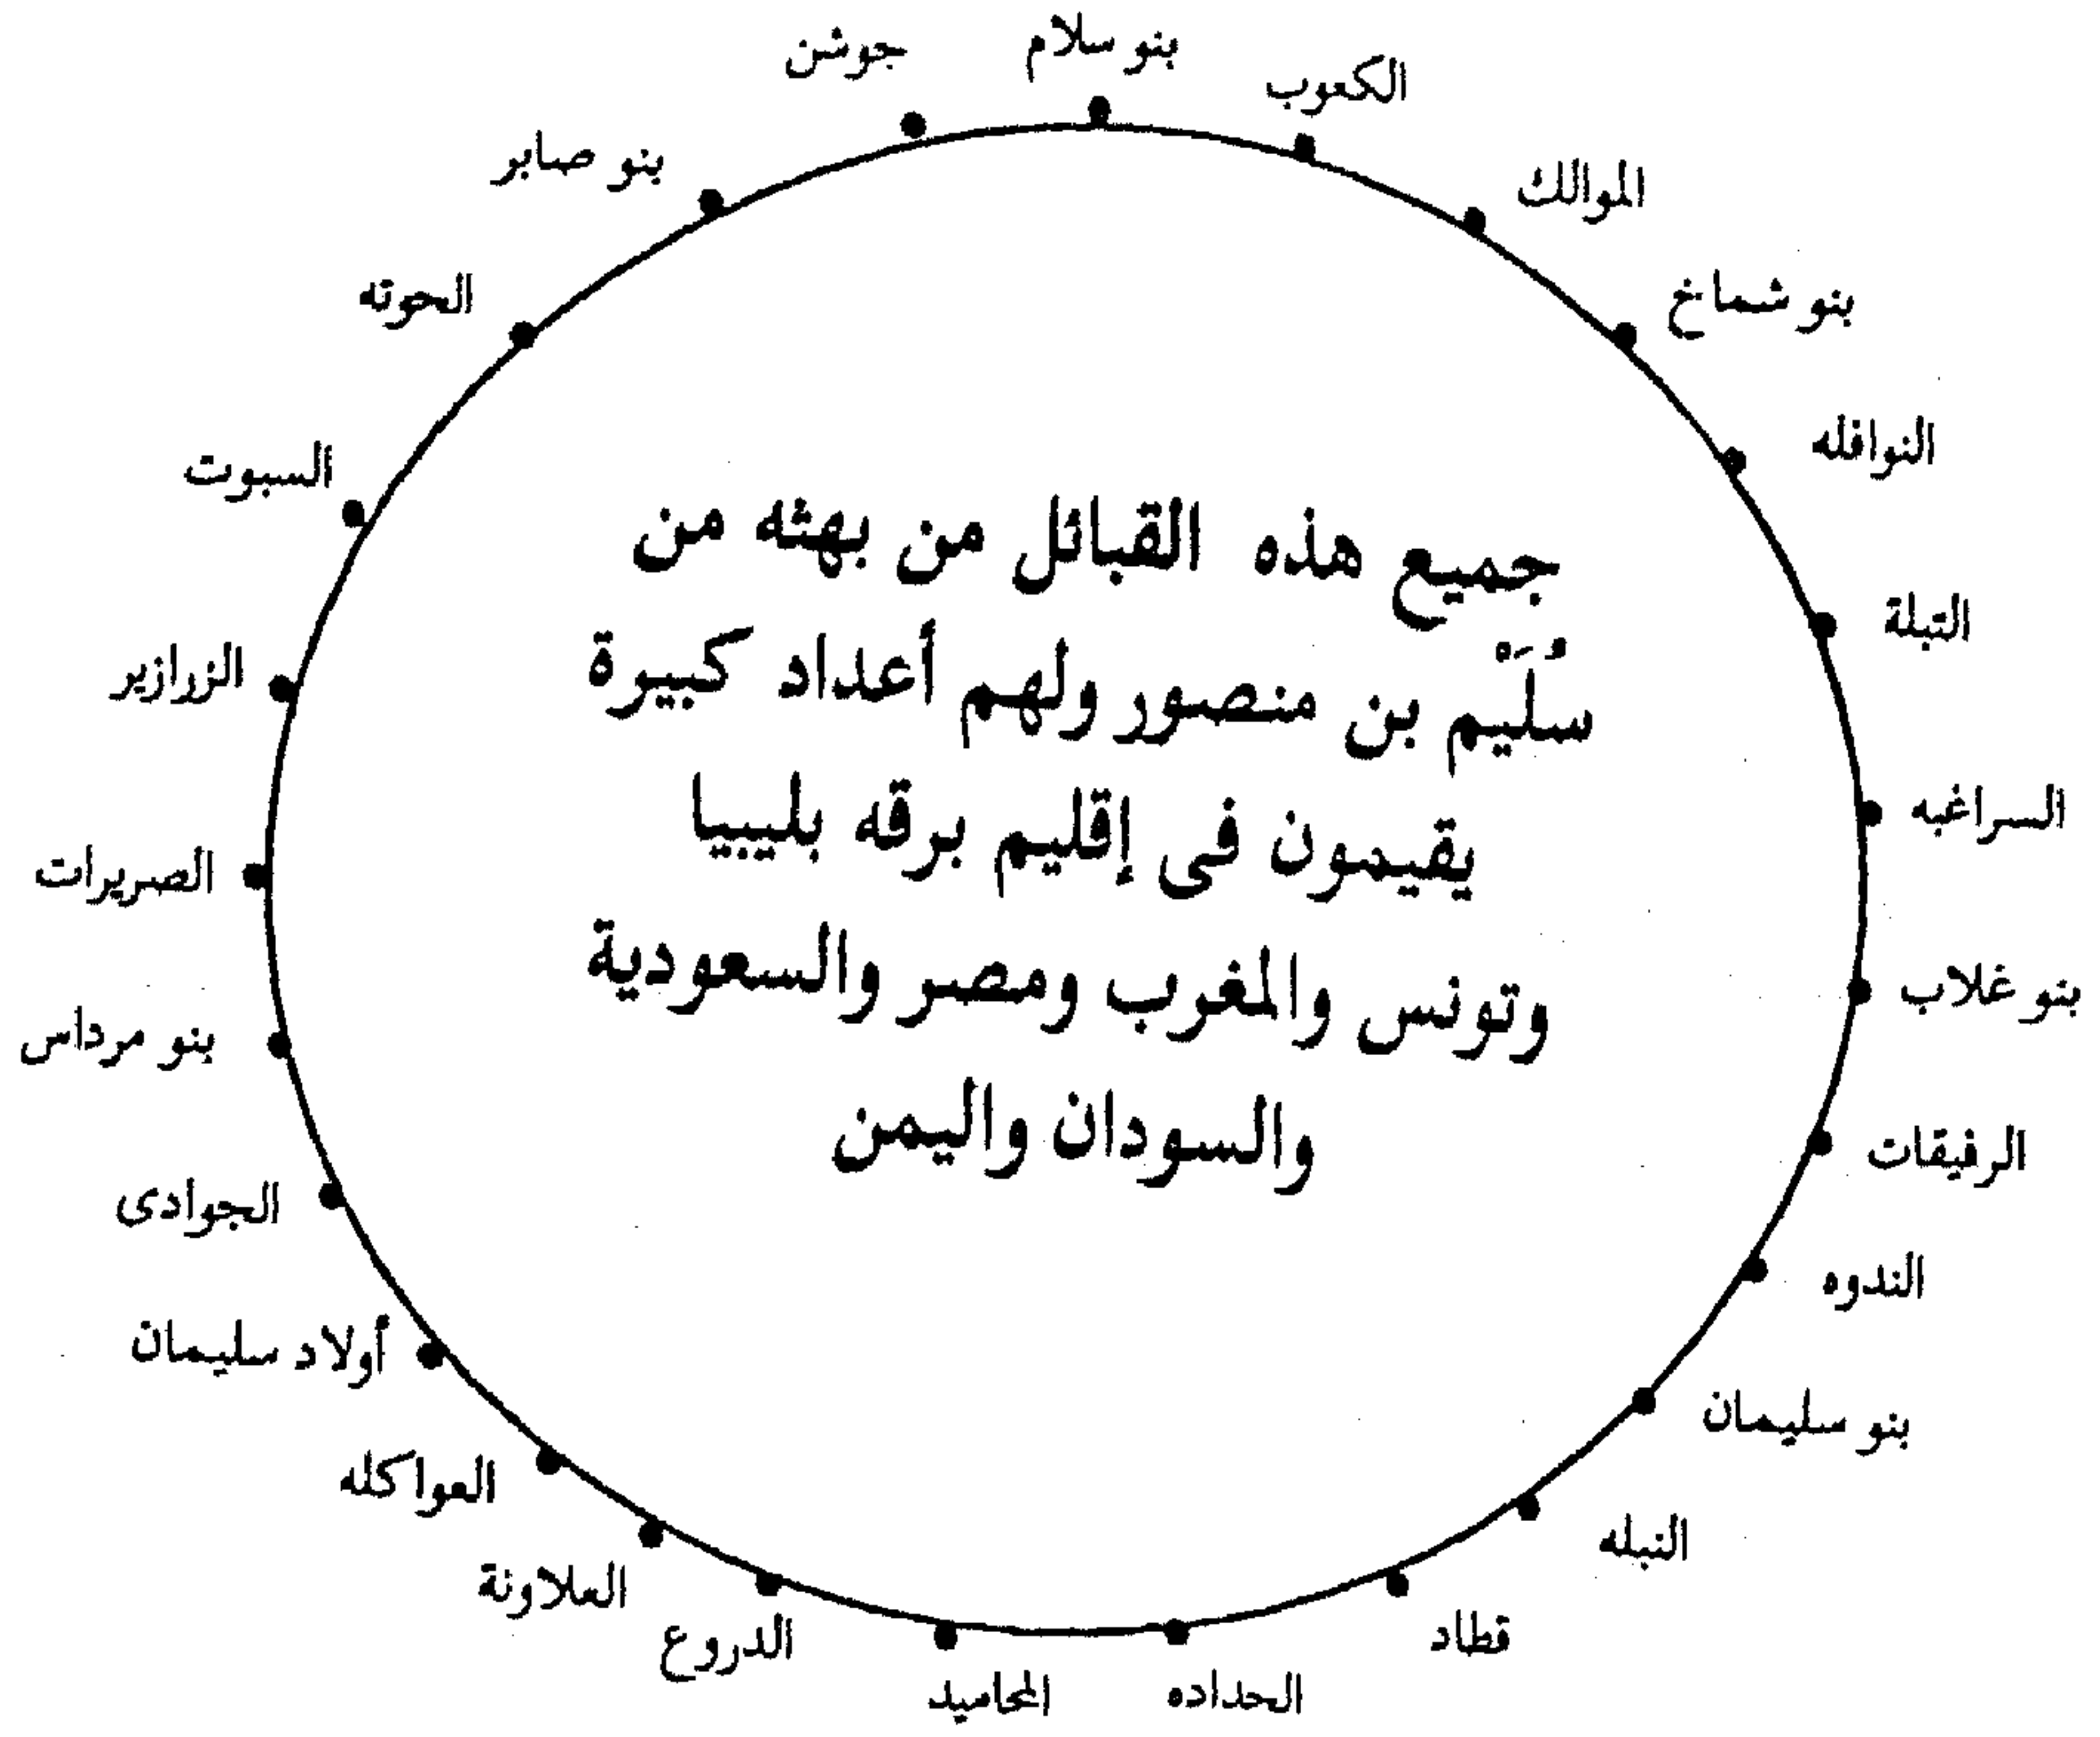 بنو سلام
الكعوب
الموالك
بنو شماخ
النوافله
النبلة
السراغبه
بنو غلاب
الرفيقات
الندوه
بنو سليمان
النبله
قطاد
الحداده
المحاميد
الدروع
العلاونة
العواكله
أولاد سليمان
الجوادى
بنو مرداس
الصريرات
الزرازير
السبوت
الحوته
بنو صابر
جوشن
جميع هذه القبائل من بهثه من
سُلَيْم بن منصور ولهم أعداد كبيرة
يقيمون فى إقليم برقه بليبيا
وتونس والمغرب ومصر والسعودية
والسودان واليمن